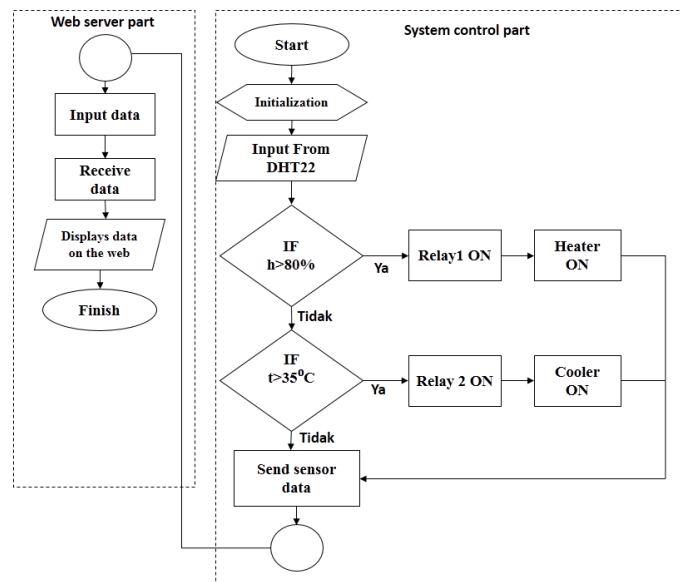 Web server part
Input data
Receive
data
Displays data
on the web
Finish
System control part
Start
Initialization
Input From
DHT22
IF
h>80%
Ya
Relay1 ON
Heater
ON
Tidak
IF
t>35⁰C
Ya
Relay 2 ON
Cooler
ON
Tidak
Send sensor
data